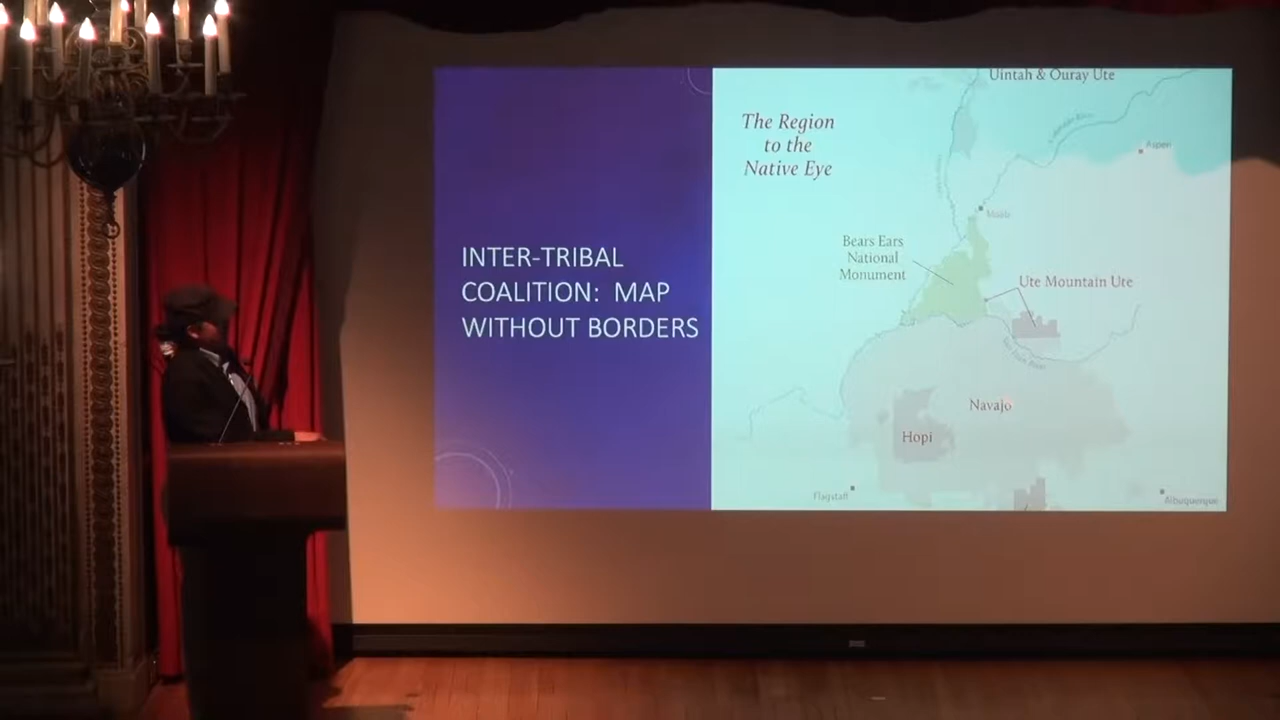 INTER-TRIBAL
COALITION: MAP
WITHOUT BORDERS
Uintah & Ouray Ute
The Region
to the
Native Eye
Aspen
Moab
Bears Ears
National
Monument
Ute Mountain Ute
Navajo
Hopi
Flagstaff
Albuquerque